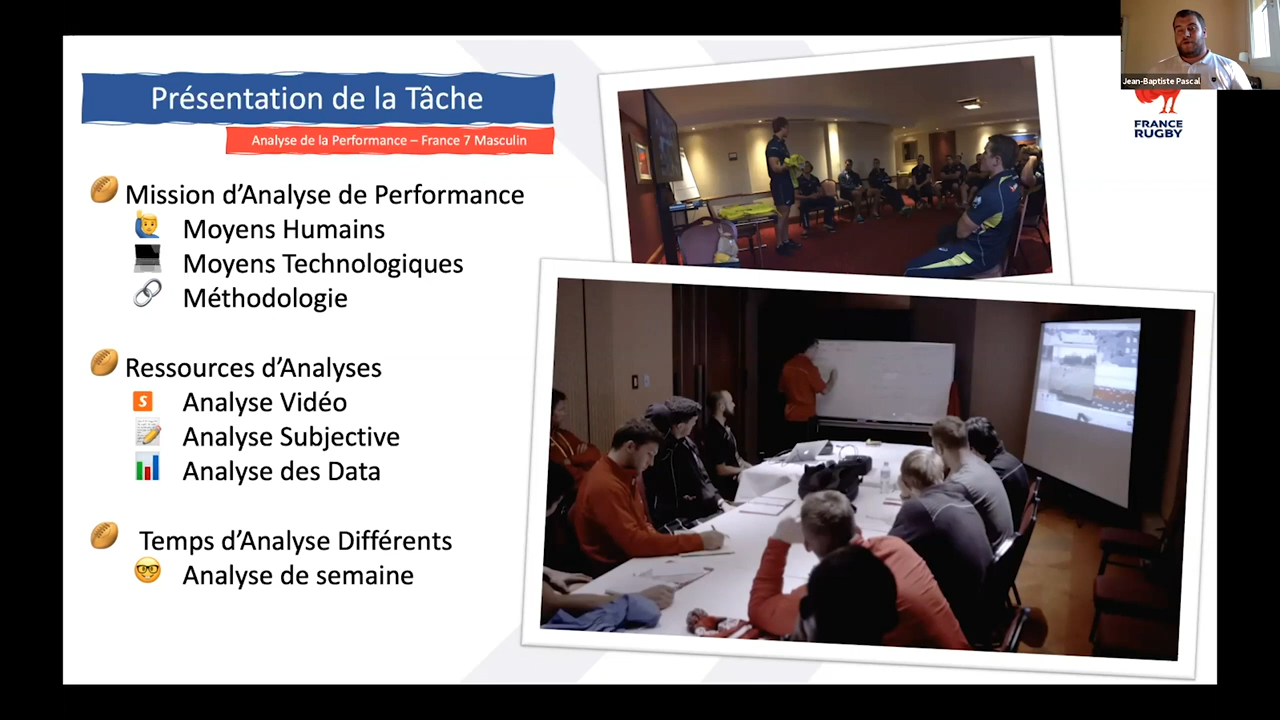 Présentation de la Tâche
Analyse de la Performance – France 7 Masculin
Mission d'Analyse de Performance
Moyens Humains
Moyens Technologiques
Méthodologie
Ressources d'Analyses
S
Analyse Vidéo
Analyse Subjective
Analyse des Data
Temps d'Analyse Différents
Analyse de semaine
Jean-Baptiste Pascal
FRANCE
RUGBY